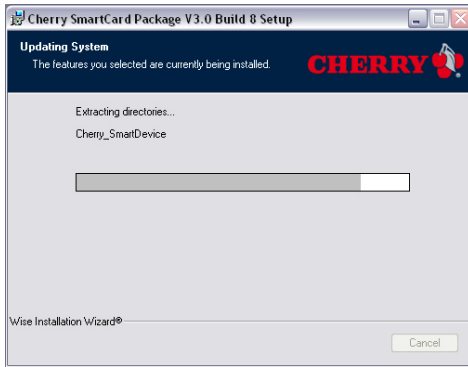 Cherry SmartCard Package V3.0 Build 8 Setup
Updating System
The features you selected are currently being installed.
CHERRY
Extracting directories...
Cherry_SmartDevice
Wise Installation Wizard®
Cancel